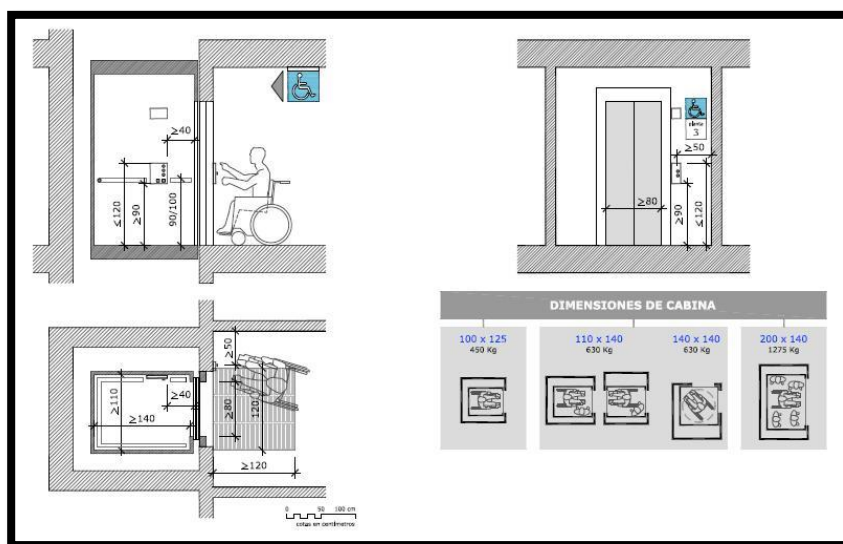 ≥40
≤120
≥90
90/100
planta
3
≥50
≥80
≥90
≤120
DIMENSIONES DE CABINA
100 x 125
450 Kg
110 x 140
630 Kg
140 x 140
630 Kg
200 x 140
1275 Kg
≥50
≥110
≥40
≥140
≥80
120
≥120
0 50 100 cm
cotas en centímetros